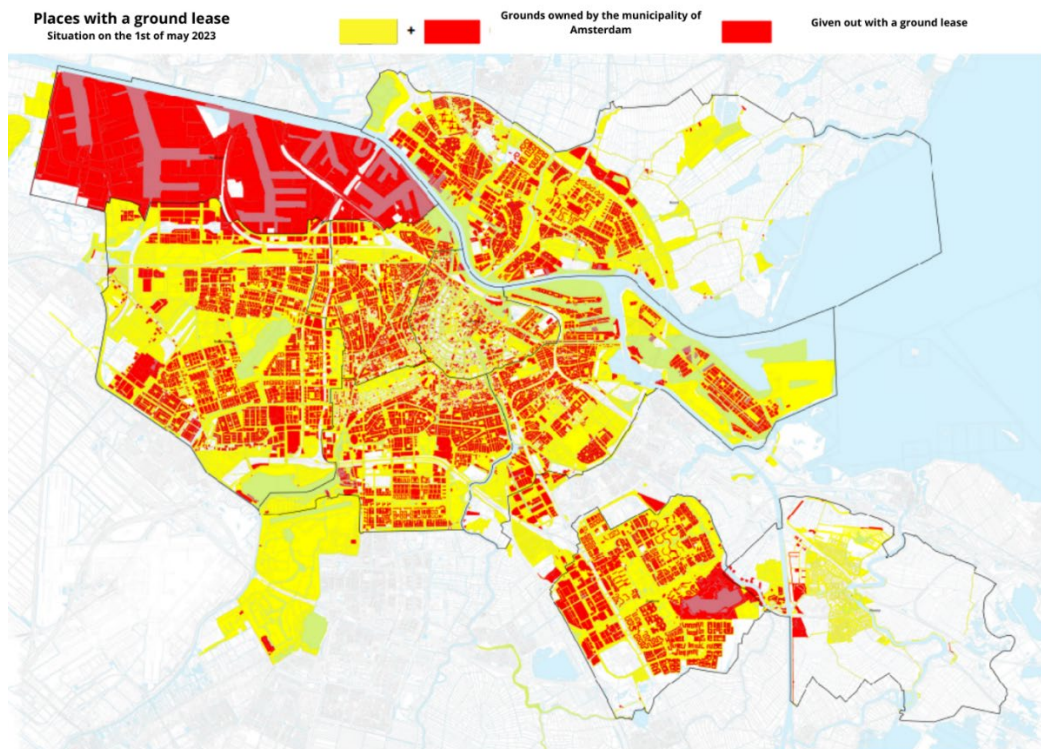 Places with a ground lease
Situation on the 1st of may 2023
+
Grounds owned by the municipality of
Amsterdam
Given out with a ground lease